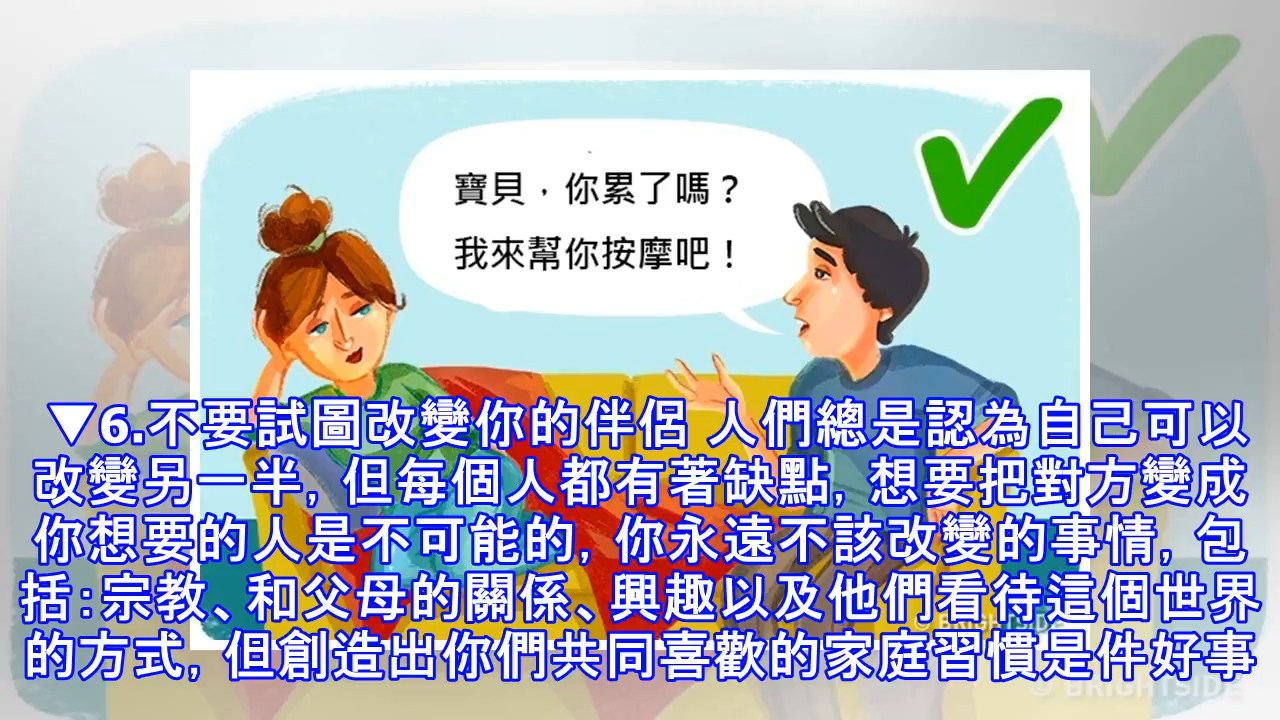 寶貝，你累了嗎？
我來幫你按摩吧！
▼6.不要試圖改變你的伴侶 人們總是認為自己可以
改變另一半, 但每個人都有著缺點, 想要把對方變成
你想要的人是不可能的, 你永遠不該改變的事情, 包
括:宗教、和父母的關係、興趣以及他們看待這個世界
的方式, 但創造出你們共同喜歡的家庭習慣是件好事
© BRIGHTSIDE
© BRIGHTSIDE